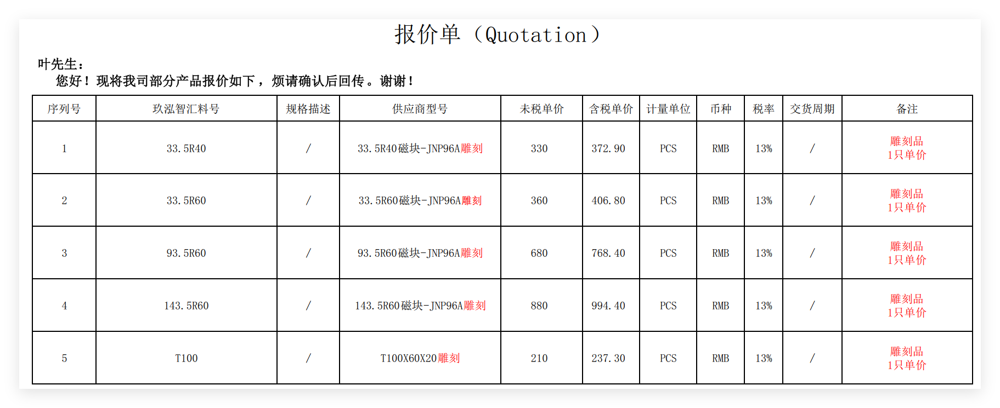 报价单（Quotation）
叶先生：
您好！现将我司部分产品报价如下，烦请确认后回传。谢谢！
序列号 玖泓智汇料号 规格描述 供应商型号 未税单价 含税单价 计量单位 币种 税率 交货周期 备注
1 33.5R40 / 33.5R40磁块-JNP96A雕刻 330 372.90 PCS RMB 13% / 雕刻品
1只单价
2 33.5R60 / 33.5R60磁块-JNP96A雕刻 360 406.80 PCS RMB 13% / 雕刻品
1只单价
3 93.5R60 / 93.5R60磁块-JNP96A雕刻 680 768.40 PCS RMB 13% / 雕刻品
1只单价
4 143.5R60 / 143.5R60磁块-JNP96A雕刻 880 994.40 PCS RMB 13% / 雕刻品
1只单价
5 T100 / T100X60X20雕刻 210 237.30 PCS RMB 13% / 雕刻品
1只单价